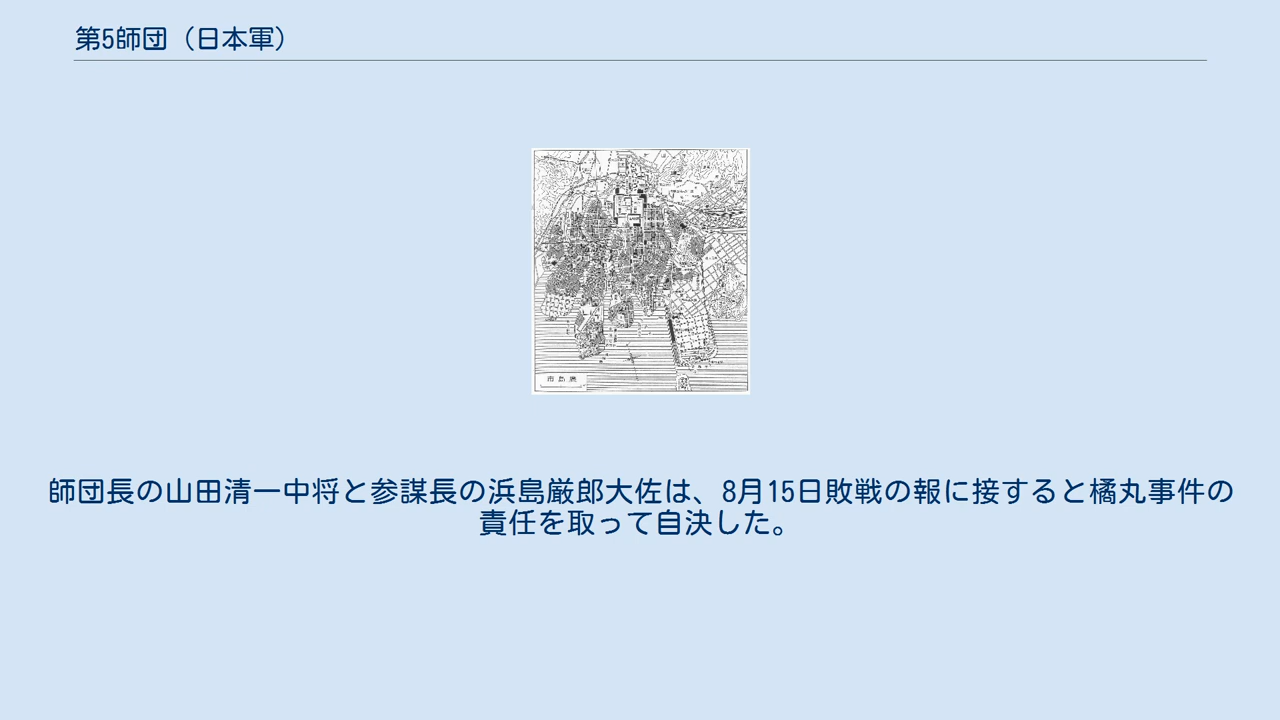 第5師団（日本軍）
市島廣
師団長の山田清一中将と参謀長の浜島厳郎大佐は、8月15日敗戦の報に接すると橘丸事件の
責任を取って自決した。